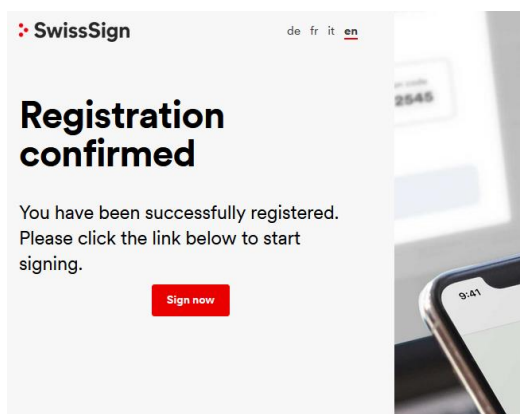 SwissSign
de fr it en
Registration
confirmed
You have been successfully registered.
Please click the link below to start
signing.
Sign now
2545
9:41